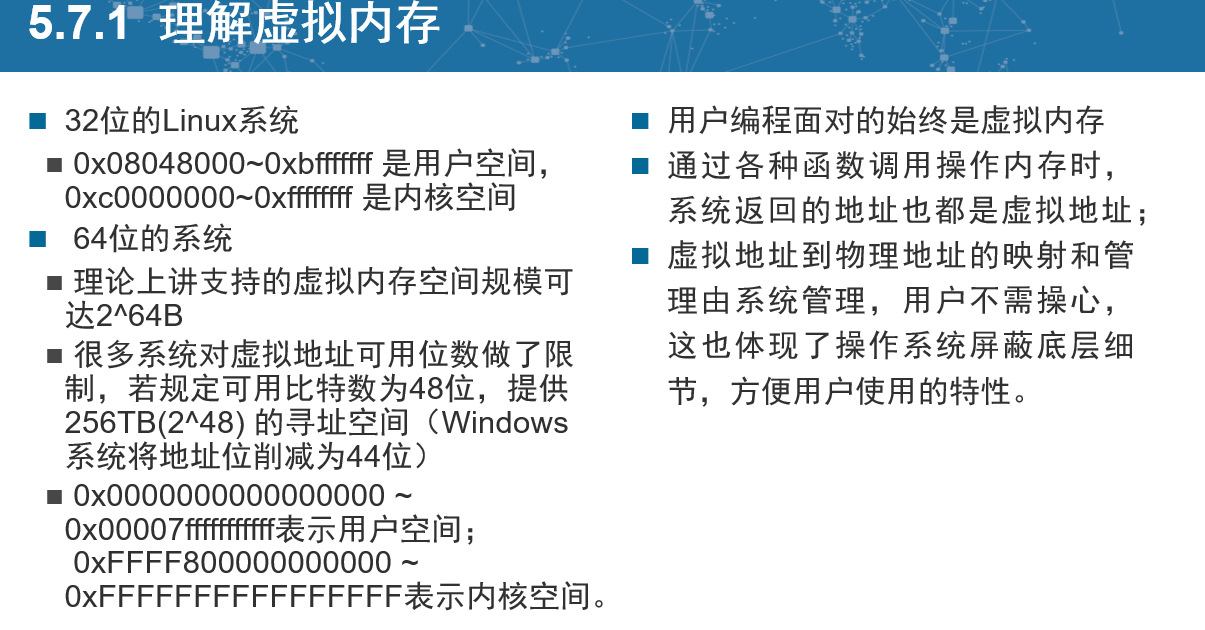 5.7.1 理解虚拟内存
32位的Linux系统
0x08048000~0xbfffffff 是用户空间,
0xc0000000~0xffffffff 是内核空间
64位的系统
理论上讲支持的虚拟内存空间规模可
达2^64B
很多系统对虚拟地址可用位数做了限
制，若规定可用比特数为48位，提供
256TB(2^48) 的寻址空间（Windows
系统将地址位削减为44位）
0x0000000000000000 ~
0x00007fffffffffff表示用户空间；
0xFFFF800000000000 ~
0xFFFFFFFFFFFFFFFF表示内核空间。
用户编程面对的始终是虚拟内存
通过各种函数调用操作内存时，
系统返回的地址也都是虚拟地址；
虚拟地址到物理地址的映射和管
理由系统管理，用户不需操心，
这也体现了操作系统屏蔽底层细
节，方便用户使用的特性。